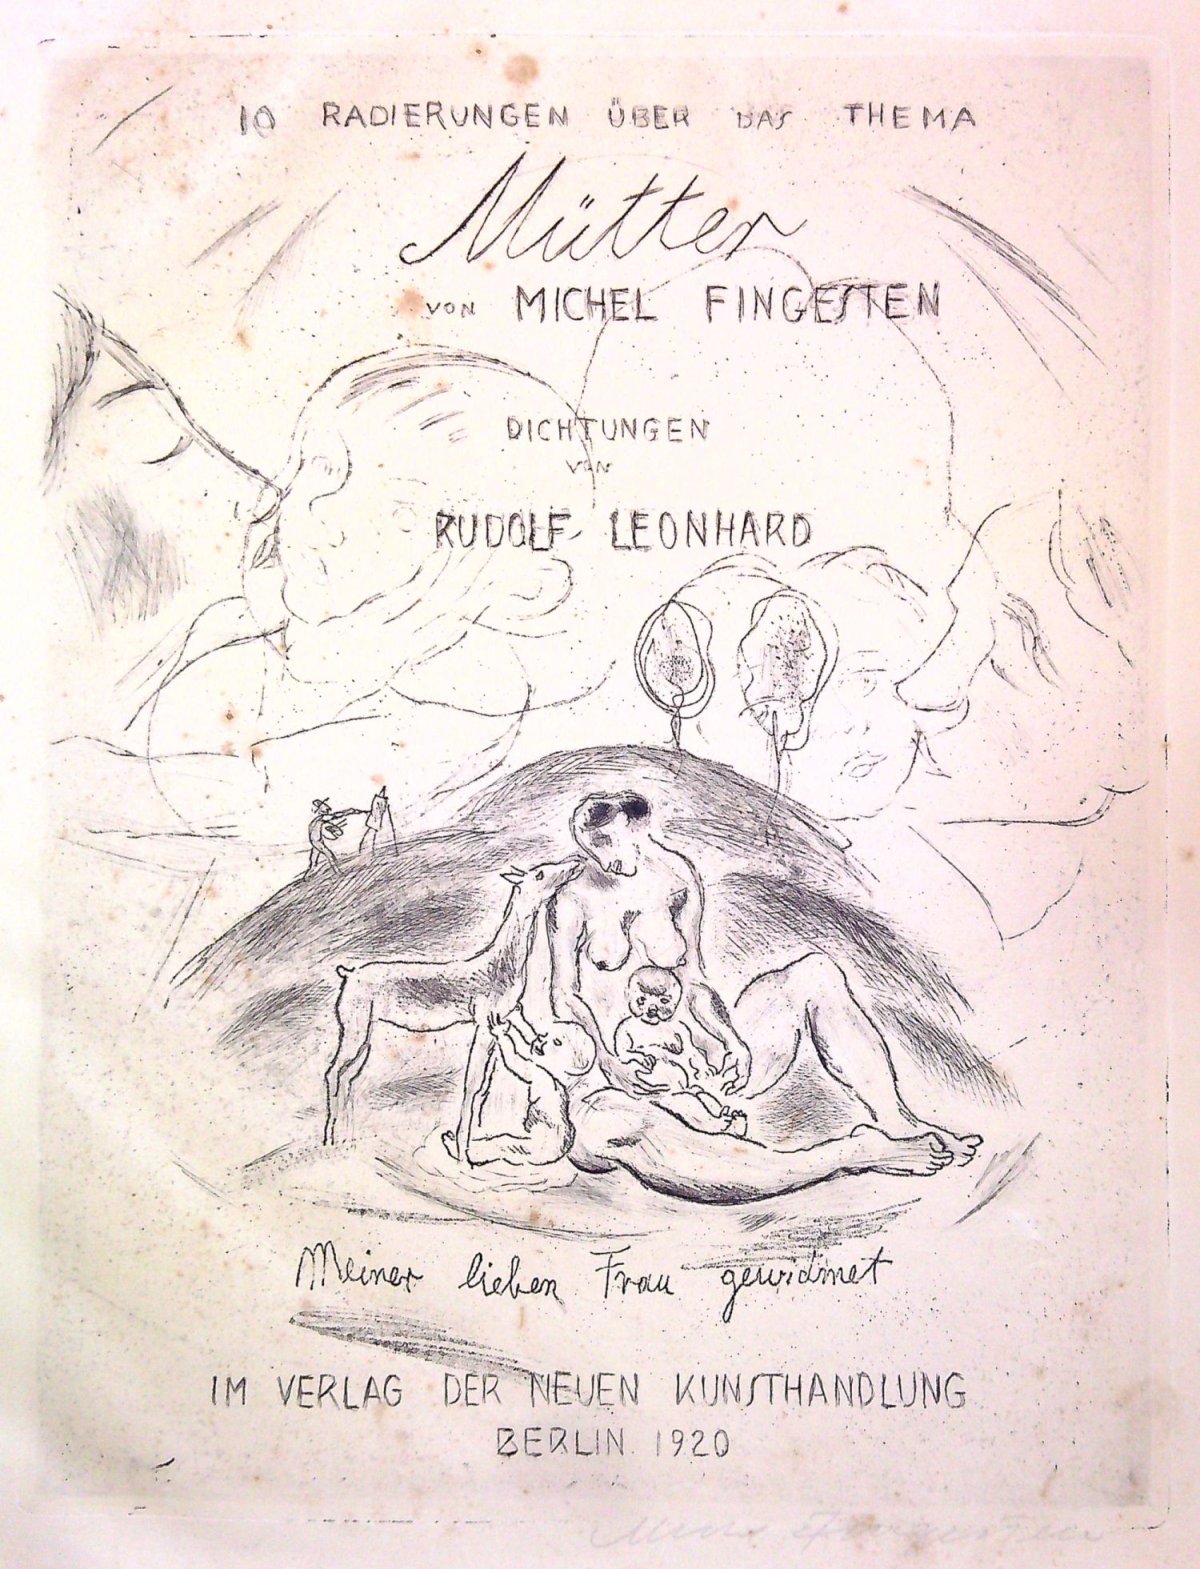 10 RADIERUNGEN ÜBER DAS THEMA
Mütter
VON MICHEL FINGESTEN
DICHTUNGEN
VON
RUDOLF LEONHARD
Meiner lieben Frau gewidmet
IM VERLAG DER NEUEN KUNSTHANDLUNG
BERLIN 1920